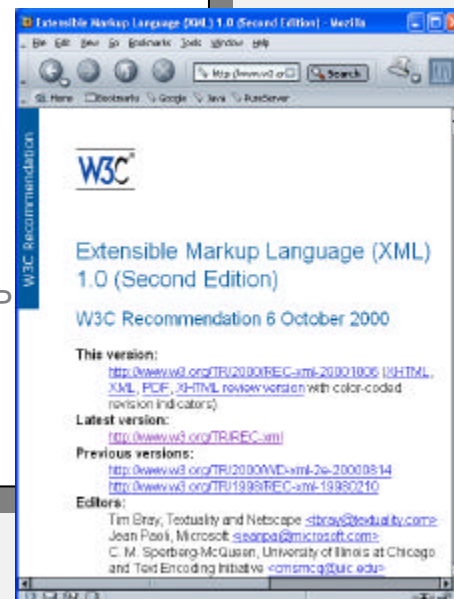 Extensible Markup Language (XML) 1.0 (Second Edition) - Mozilla
File Edit View Go Bookmarks Tools Window Help
Search
Home Bookmarks Google Java
W3C Recommendation
W3C
P
Extensible Markup Language (XML)
1.0 (Second Edition)
W3C Recommendation 6 October 2000
This version:
http://www.w3.org/TR/2000/REC-xml-20001006 (XHTML,
XML, PDF, XHTML review version with color-coded
revision indicators)
Latest version:
http://www.w3.org/TR/REC-xml
Previous versions:
http://www.w3.org/TR/2000/WD-xml-2e-20000814
http://www.w3.org/TR/1998/REC-xml-19980210
Editors:
Tim Bray, Textuality and Netscape <tbray@textuality.com>
Jean Paoli, Microsoft <jeanpa@microsoft.com>
C. M. Sperberg-McQueen, University of Illinois at Chicago
and Text Encoding Initiative <cmsmcq@uic.edu>